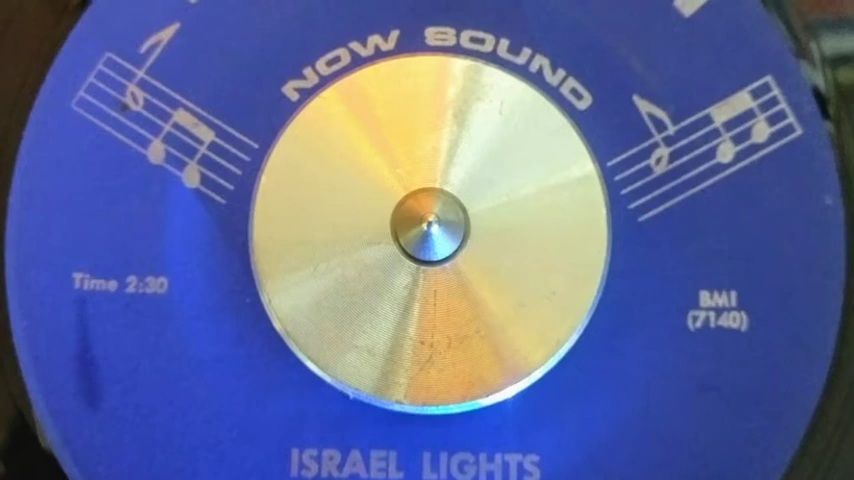 NOW SOUND
Time 2:30
BMI
(7140)
ISRAEL LIGHTS